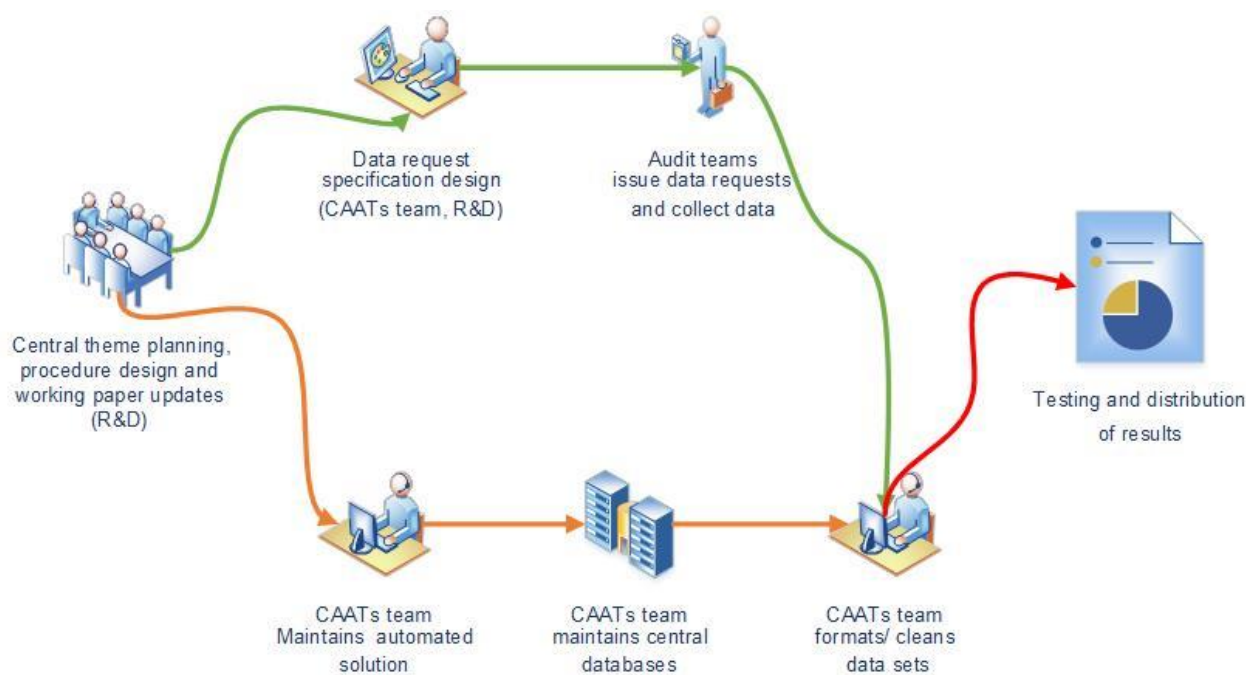 Data request
specification design
(CAATs team, R&D)
Audit teams
issue data requests
and collect data
Central theme planning,
procedure design and
working paper updates
(R&D)
Testing and distribution
of results
CAATs team
Maintains automated
solution
CAATs team
maintains central
databases
CAATs team
formats/ cleans
data sets